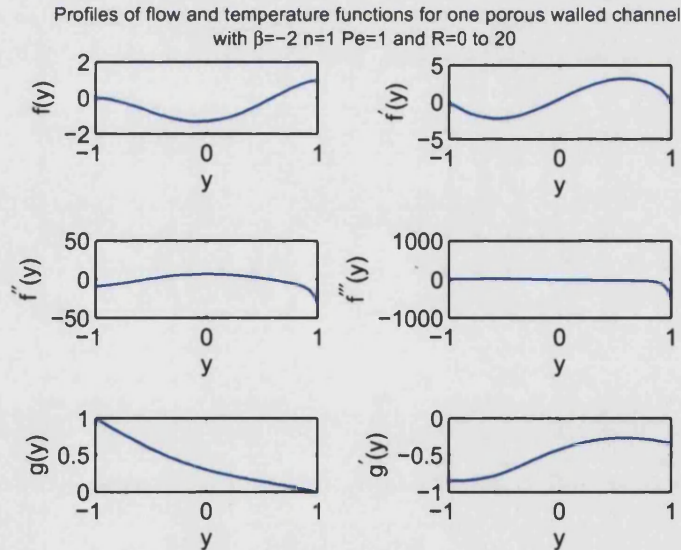 Profiles of flow and temperature functions for one porous walled channel
with β=−2 n=1 Pe=1 and R=0 to 20
2
0
−2
−1 0 1
f(y)
y
5
0
−5
−1 0 1
f'(y)
y
50
0
−50
−1 0 1
f''(y)
y
1000
0
−1000
−1 0 1
f'''(y)
y
1
0.5
0
−1 0 1
g(y)
y
0
−0.5
−1
−1 0 1
g'(y)
y